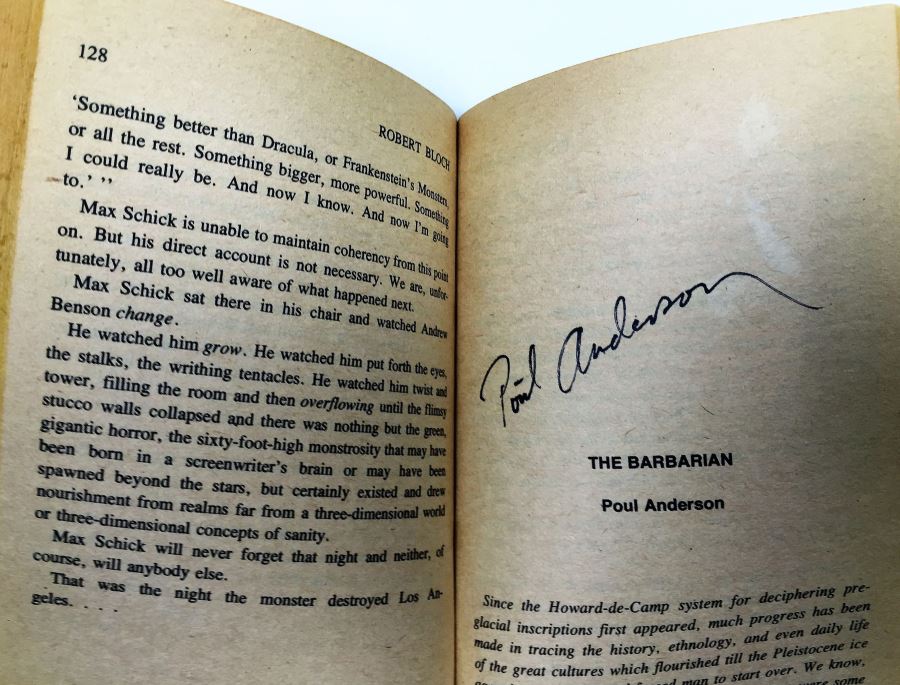 128
ROBERT BLOCH
'Something better than Dracula, or Frankenstein's Monster,
or all the rest. Something bigger, more powerful. Something
I could really be. And now I know. And now I'm going
to.' ”
Max Schick is unable to maintain coherency from this point
on. But his direct account is not necessary. We are, unfor-
tunately, all too well aware of what happened next.
Max Schick sat there in his chair and watched Andrew
Benson change.
He watched him grow. He watched him put forth the eyes,
the stalks, the writhing tentacles. He watched him twist and
tower, filling the room and then overflowing until the flimsy
stucco walls collapsed and there was nothing but the green,
gigantic horror, the sixty-foot-high monstrosity that may have
been born in a screenwriter's brain or may have been
spawned beyond the stars, but certainly existed and drew
nourishment from realms far from a three-dimensional world
or three-dimensional concepts of sanity.
Max Schick will never forget that night and neither, of
course, will anybody else.
That was the night the monster destroyed Los An-
geles. . . .
Poul Anderson
THE BARBARIAN
Poul Anderson
Since the Howard-de-Camp system for deciphering pre-
glacial inscriptions first appeared, much progress has been
made in tracing the history, ethnology, and even daily life
of the great cultures which flourished till the Pleistocene ice
man to start over. We know,
were some